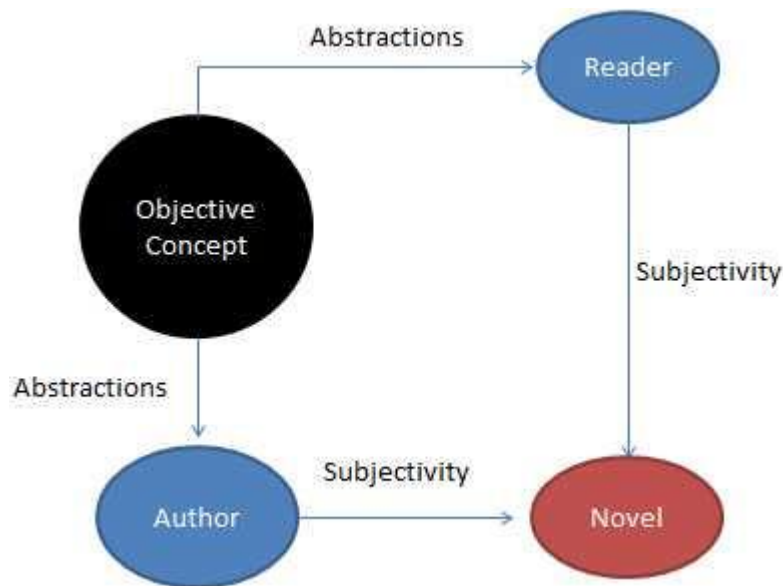 Abstractions
Reader
Objective
Concept
Subjectivity
Abstractions
Subjectivity
Author
Novel